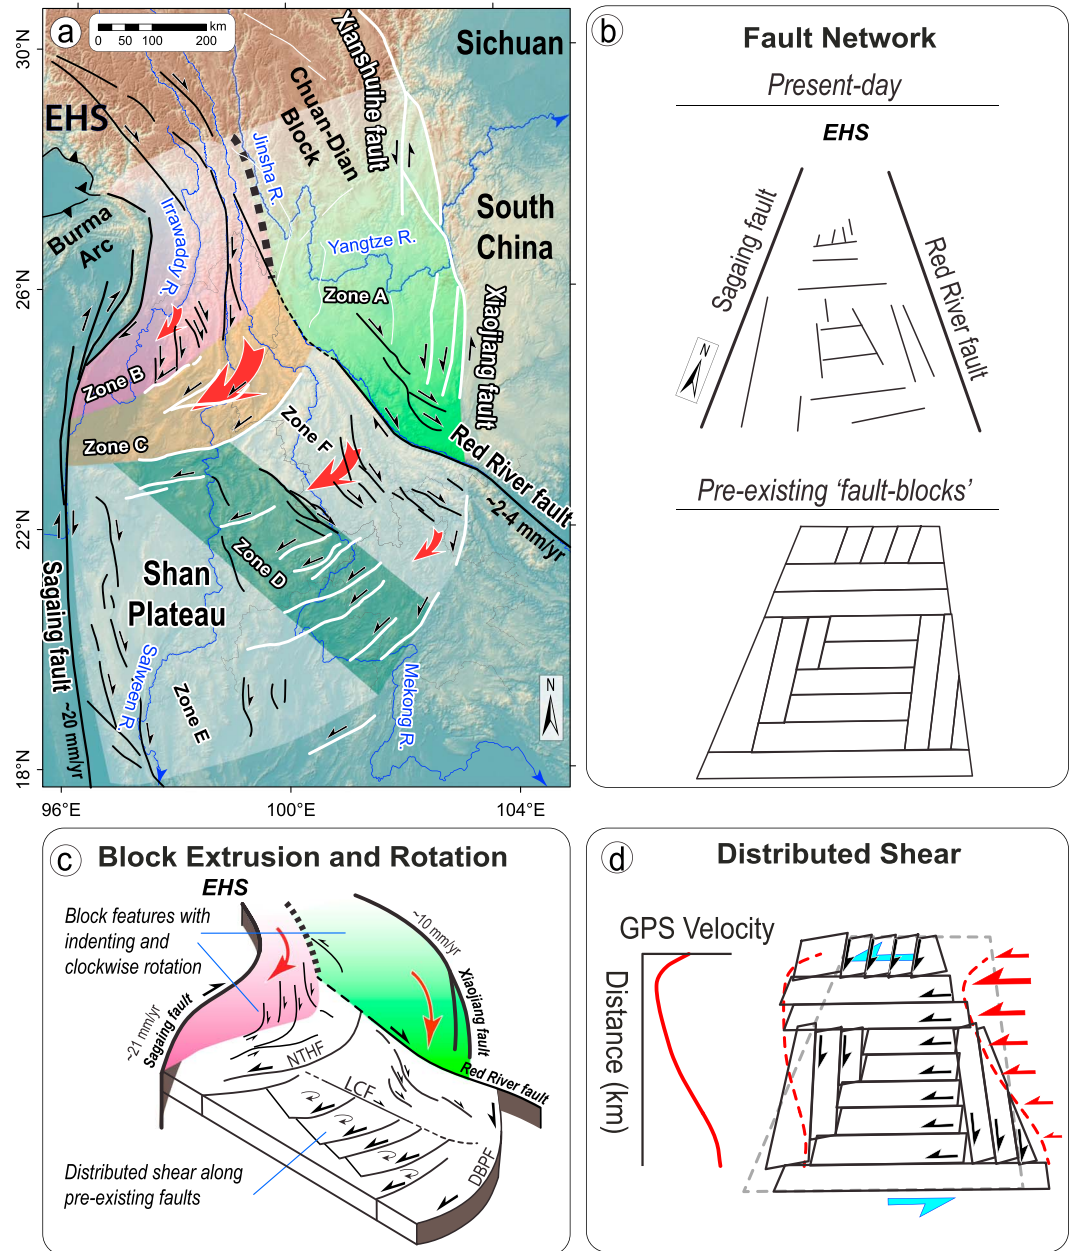 a
km
0 50 100 200
30°N
26°N
22°N
18°N
96°E
100°E
104°E
EHS
Sichuan
Xianshuihe fault
Chuan-Dian
Block
Jinsha R.
Burma
Arc
Irrawaddy R.
South
China
Yangtze R.
Zone A
Xiaojiang fault
Zone B
Zone C
Zone F
Red River fault
~2-4 mm/yr
Zone D
Shan
Plateau
Sagaing fault
~20 mm/yr
Salween R.
Zone E
Mekong R.
N
b
Fault Network
Present-day
EHS
Sagaing fault
Red River fault
N
Pre-existing ‘fault-blocks’
c
Block Extrusion and Rotation
EHS
Block features with
indenting and
clockwise rotation
~10 mm/yr
Xiaojiang fault
~21 mm/yr
Sagaing fault
NTHF
LCF
Red River fault
DBPF
Distributed shear along
pre-existing faults
d
Distributed Shear
GPS Velocity
Distance (km)